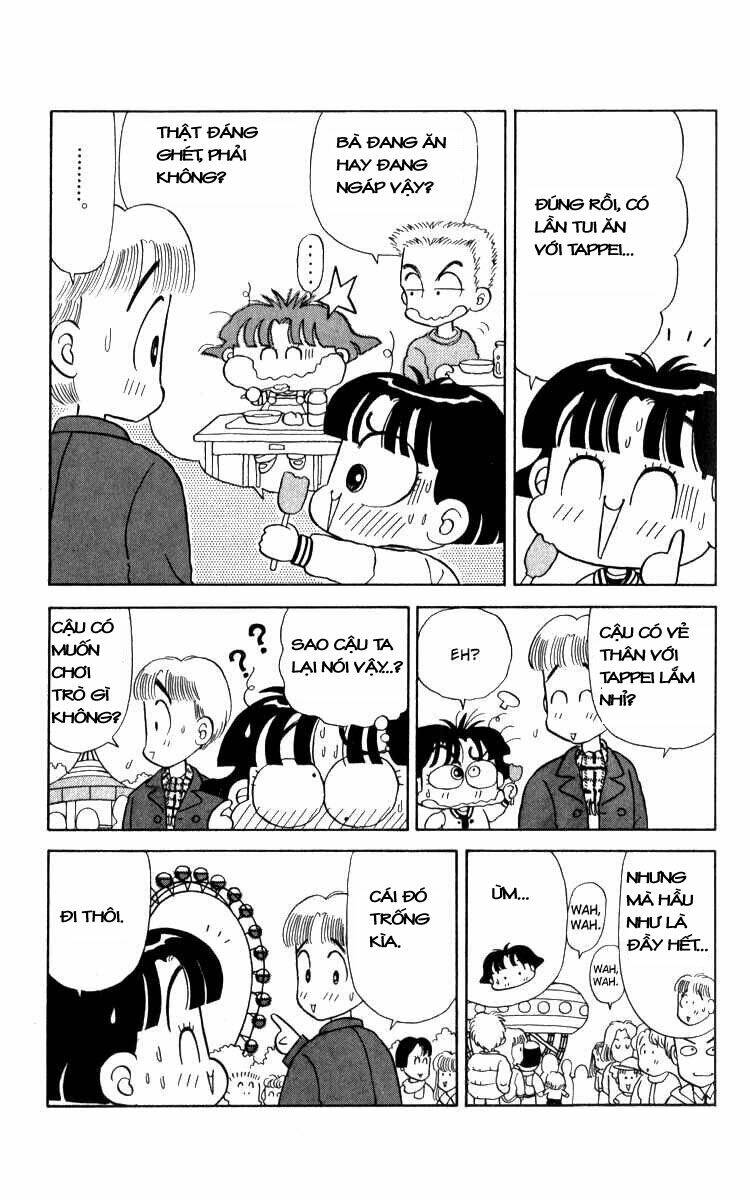 ĐÚNG RỒI, CÓ
LẦN TUI ĂN
VỚI TAPPEI...
BÀ ĐANG ĂN
HAY ĐANG
NGÁP VẬY?
......
THẬT ĐÁNG
GHÉT, PHẢI
KHÔNG?
........
CẬU CÓ VẺ
THÂN VỚI
TAPPEI LẮM
NHỈ?
EH?
SAO CẬU TA
LẠI NÓI VẬY...?
? ?
CẬU CÓ
MUỐN
CHƠI
TRÒ GÌ
KHÔNG?
NHƯNG
MÀ HẦU
NHƯ LÀ
ĐẦY HẾT...
WAH,
WAH.
WAH,
WAH.
ỪM...
CÁI ĐÓ
TRỐNG
KÌA.
ĐI THÔI.